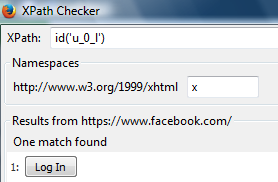 XPath Checker
XPath: id('u_0_l')
Namespaces
http://www.w3.org/1999/xhtml x
Results from https://www.facebook.com/
One match found
1: Log In